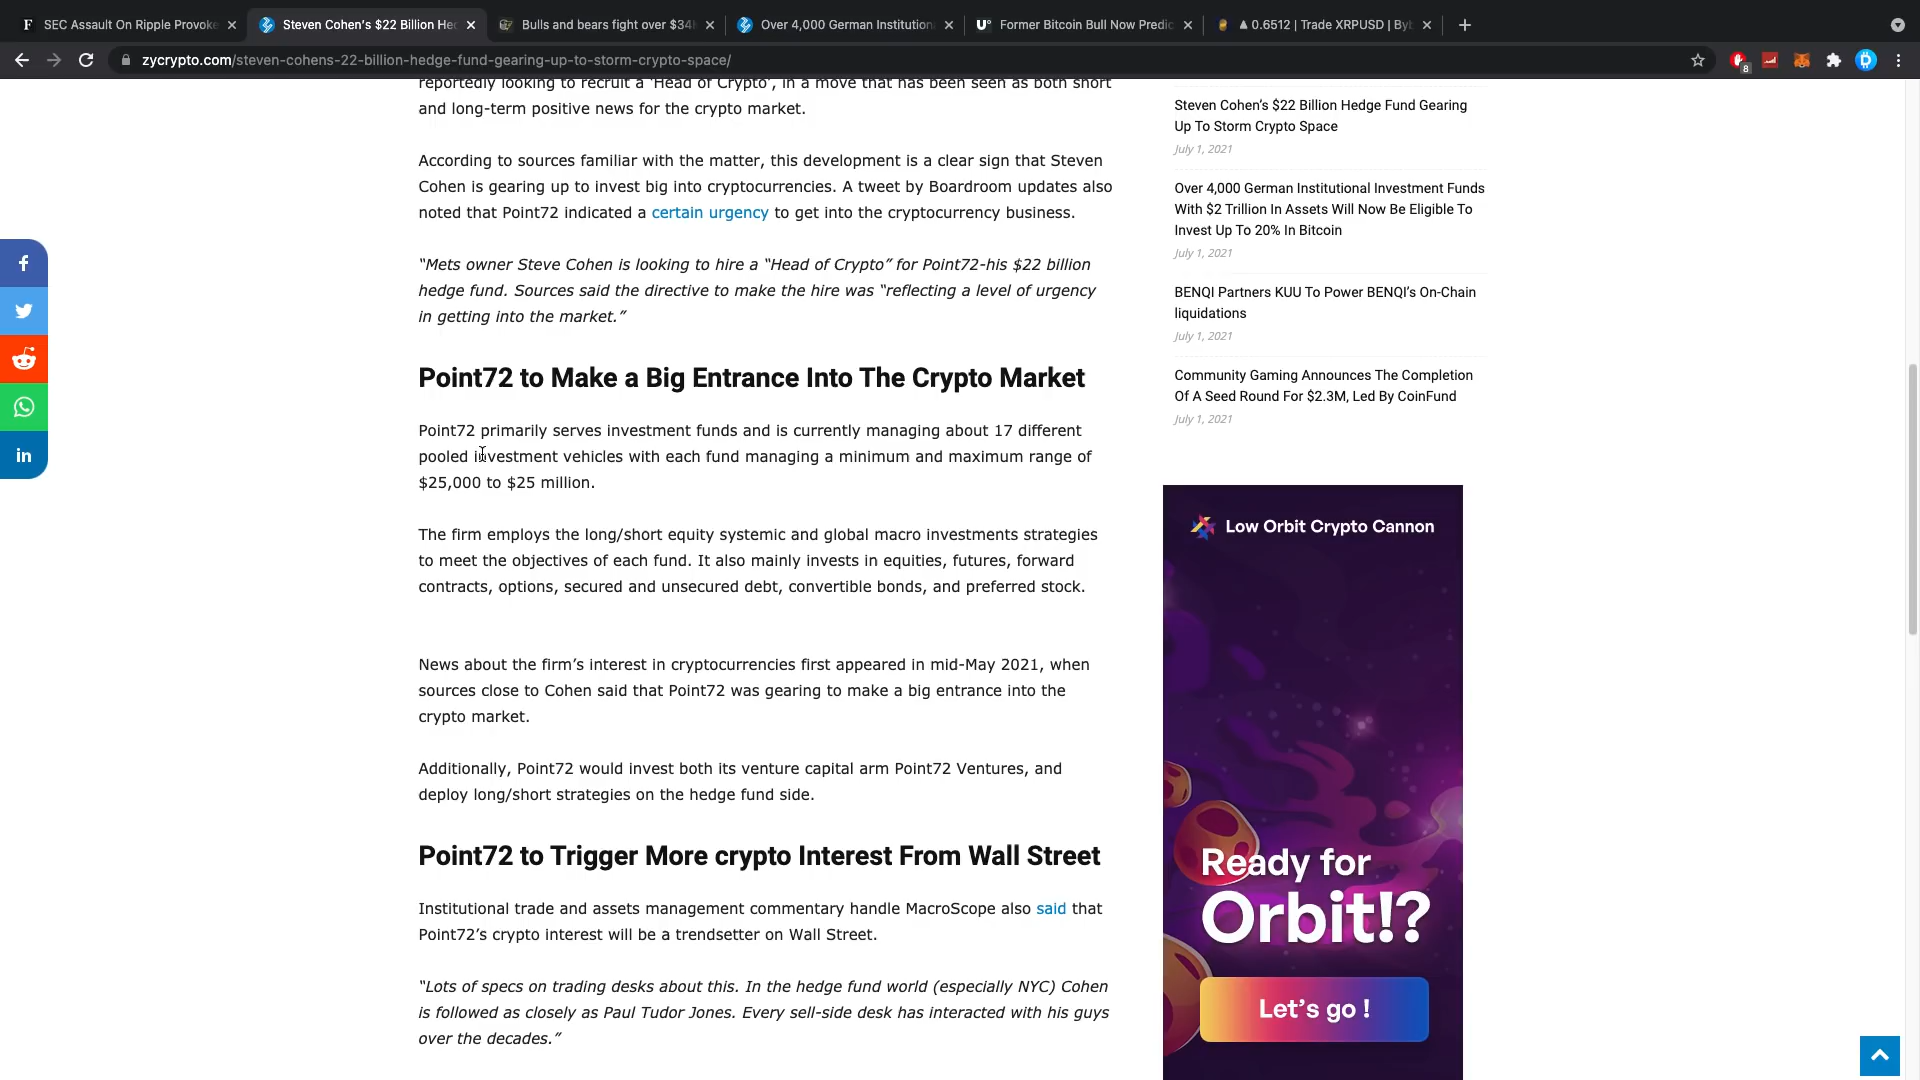 SEC Assault On Ripple Provoke
Steven Cohen's $22 Billion He
Bulls and bears fight over $34
Over 4,000 German Institution
Former Bitcoin Bull Now Predic
▲ 0.6512 | Trade XRPUSD | By
zycrypto.com/steven-cohens-22-billion-hedge-fund-gearing-up-to-storm-crypto-space/
8
reportedly looking to recruit a 'Head of Crypto', in a move that has been seen as both short
and long-term positive news for the crypto market.
According to sources familiar with the matter, this development is a clear sign that Steven
Cohen is gearing up to invest big into cryptocurrencies. A tweet by Boardroom updates also
noted that Point72 indicated a certain urgency to get into the cryptocurrency business.
“Mets owner Steve Cohen is looking to hire a “Head of Crypto” for Point72-his $22 billion
hedge fund. Sources said the directive to make the hire was “reflecting a level of urgency
in getting into the market.”
Point72 to Make a Big Entrance Into The Crypto Market
Point72 primarily serves investment funds and is currently managing about 17 different
pooled investment vehicles with each fund managing a minimum and maximum range of
$25,000 to $25 million.
The firm employs the long/short equity systemic and global macro investments strategies
to meet the objectives of each fund. It also mainly invests in equities, futures, forward
contracts, options, secured and unsecured debt, convertible bonds, and preferred stock.
News about the firm’s interest in cryptocurrencies first appeared in mid-May 2021, when
sources close to Cohen said that Point72 was gearing to make a big entrance into the
crypto market.
Additionally, Point72 would invest both its venture capital arm Point72 Ventures, and
deploy long/short strategies on the hedge fund side.
Point72 to Trigger More crypto Interest From Wall Street
Institutional trade and assets management commentary handle MacroScope also said that
Point72’s crypto interest will be a trendsetter on Wall Street.
“Lots of specs on trading desks about this. In the hedge fund world (especially NYC) Cohen
is followed as closely as Paul Tudor Jones. Every sell-side desk has interacted with his guys
over the decades.”
Steven Cohen’s $22 Billion Hedge Fund Gearing
Up To Storm Crypto Space
July 1, 2021
Over 4,000 German Institutional Investment Funds
With $2 Trillion In Assets Will Now Be Eligible To
Invest Up To 20% In Bitcoin
July 1, 2021
BENQI Partners KUU To Power BENQI’s On-Chain
liquidations
July 1, 2021
Community Gaming Announces The Completion
Of A Seed Round For $2.3M, Led By CoinFund
July 1, 2021
Low Orbit Crypto Cannon
Ready for
Orbit!?
Let’s go !